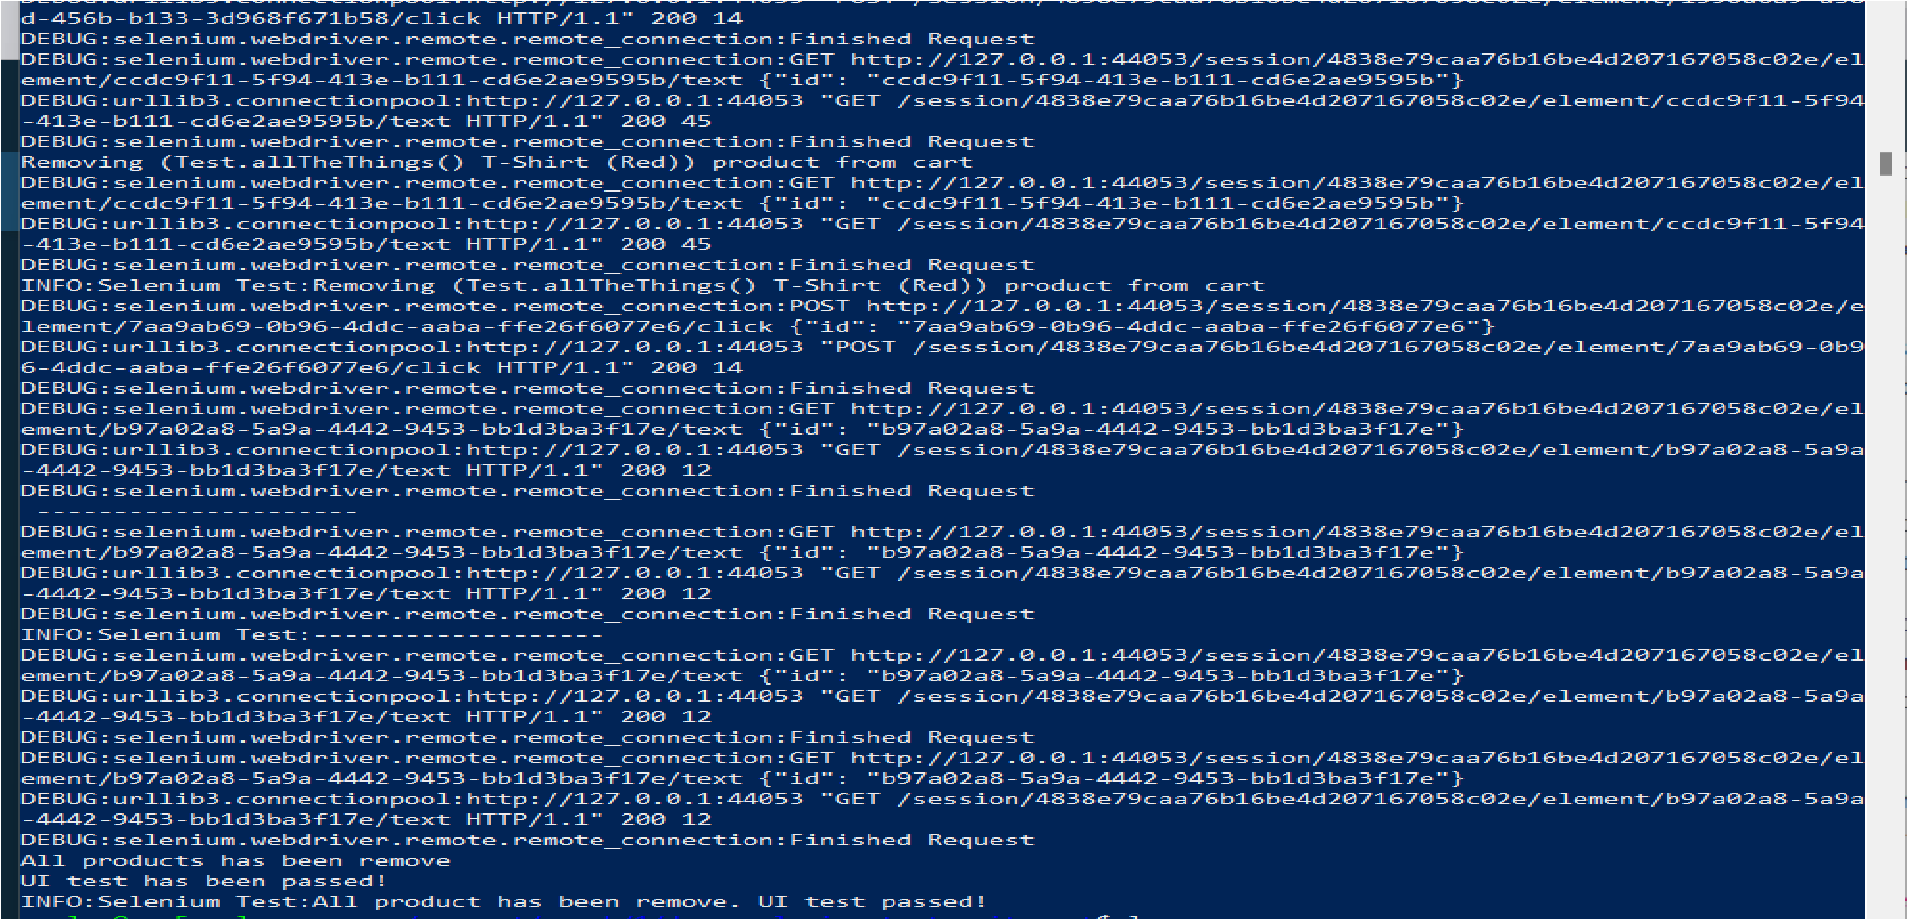 d-456b-b133-3d968f671b58/click HTTP/1.1" 200 14
DEBUG:selenium.webdriver.remote.remote_connection:Finished Request
DEBUG:selenium.webdriver.remote.remote_connection:GET http://127.0.0.1:44053/session/4838e79caa76b16be4d207167058c02e/el
ement/ccdc9f11-5f94-413e-b111-cd6e2ae9595b/text {"id": "ccdc9f11-5f94-413e-b111-cd6e2ae9595b"}
DEBUG:urllib3.connectionpool:http://127.0.0.1:44053 "GET /session/4838e79caa76b16be4d207167058c02e/element/ccdc9f11-5f94
-413e-b111-cd6e2ae9595b/text HTTP/1.1" 200 45
DEBUG:selenium.webdriver.remote.remote_connection:Finished Request
Removing (Test.allTheThings() T-Shirt (Red)) product from cart
DEBUG:selenium.webdriver.remote.remote_connection:GET http://127.0.0.1:44053/session/4838e79caa76b16be4d207167058c02e/el
ement/ccdc9f11-5f94-413e-b111-cd6e2ae9595b/text {"id": "ccdc9f11-5f94-413e-b111-cd6e2ae9595b"}
DEBUG:urllib3.connectionpool:http://127.0.0.1:44053 "GET /session/4838e79caa76b16be4d207167058c02e/element/ccdc9f11-5f94
-413e-b111-cd6e2ae9595b/text HTTP/1.1" 200 45
DEBUG:selenium.webdriver.remote.remote_connection:Finished Request
INFO:Selenium Test:Removing (Test.allTheThings() T-Shirt (Red)) product from cart
DEBUG:selenium.webdriver.remote.remote_connection:POST http://127.0.0.1:44053/session/4838e79caa76b16be4d207167058c02e/e
lement/7aa9ab69-0b96-4ddc-aaba-ffe26f6077e6/click {"id": "7aa9ab69-0b96-4ddc-aaba-ffe26f6077e6"}
DEBUG:urllib3.connectionpool:http://127.0.0.1:44053 "POST /session/4838e79caa76b16be4d207167058c02e/element/7aa9ab69-0b9
6-4ddc-aaba-ffe26f6077e6/click HTTP/1.1" 200 14
DEBUG:selenium.webdriver.remote.remote_connection:Finished Request
DEBUG:selenium.webdriver.remote.remote_connection:GET http://127.0.0.1:44053/session/4838e79caa76b16be4d207167058c02e/el
ement/b97a02a8-5a9a-4442-9453-bb1d3ba3f17e/text {"id": "b97a02a8-5a9a-4442-9453-bb1d3ba3f17e"}
DEBUG:urllib3.connectionpool:http://127.0.0.1:44053 "GET /session/4838e79caa76b16be4d207167058c02e/element/b97a02a8-5a9a
-4442-9453-bb1d3ba3f17e/text HTTP/1.1" 200 12
DEBUG:selenium.webdriver.remote.remote_connection:Finished Request
 ---------------------
DEBUG:selenium.webdriver.remote.remote_connection:GET http://127.0.0.1:44053/session/4838e79caa76b16be4d207167058c02e/el
ement/b97a02a8-5a9a-4442-9453-bb1d3ba3f17e/text {"id": "b97a02a8-5a9a-4442-9453-bb1d3ba3f17e"}
DEBUG:urllib3.connectionpool:http://127.0.0.1:44053 "GET /session/4838e79caa76b16be4d207167058c02e/element/b97a02a8-5a9a
-4442-9453-bb1d3ba3f17e/text HTTP/1.1" 200 12
DEBUG:selenium.webdriver.remote.remote_connection:Finished Request
INFO:Selenium Test:-------------------
DEBUG:selenium.webdriver.remote.remote_connection:GET http://127.0.0.1:44053/session/4838e79caa76b16be4d207167058c02e/el
ement/b97a02a8-5a9a-4442-9453-bb1d3ba3f17e/text {"id": "b97a02a8-5a9a-4442-9453-bb1d3ba3f17e"}
DEBUG:urllib3.connectionpool:http://127.0.0.1:44053 "GET /session/4838e79caa76b16be4d207167058c02e/element/b97a02a8-5a9a
-4442-9453-bb1d3ba3f17e/text HTTP/1.1" 200 12
DEBUG:selenium.webdriver.remote.remote_connection:Finished Request
DEBUG:selenium.webdriver.remote.remote_connection:GET http://127.0.0.1:44053/session/4838e79caa76b16be4d207167058c02e/el
ement/b97a02a8-5a9a-4442-9453-bb1d3ba3f17e/text {"id": "b97a02a8-5a9a-4442-9453-bb1d3ba3f17e"}
DEBUG:urllib3.connectionpool:http://127.0.0.1:44053 "GET /session/4838e79caa76b16be4d207167058c02e/element/b97a02a8-5a9a
-4442-9453-bb1d3ba3f17e/text HTTP/1.1" 200 12
DEBUG:selenium.webdriver.remote.remote_connection:Finished Request
All products has been remove
UI test has been passed!
INFO:Selenium Test:All product has been remove. UI test passed!